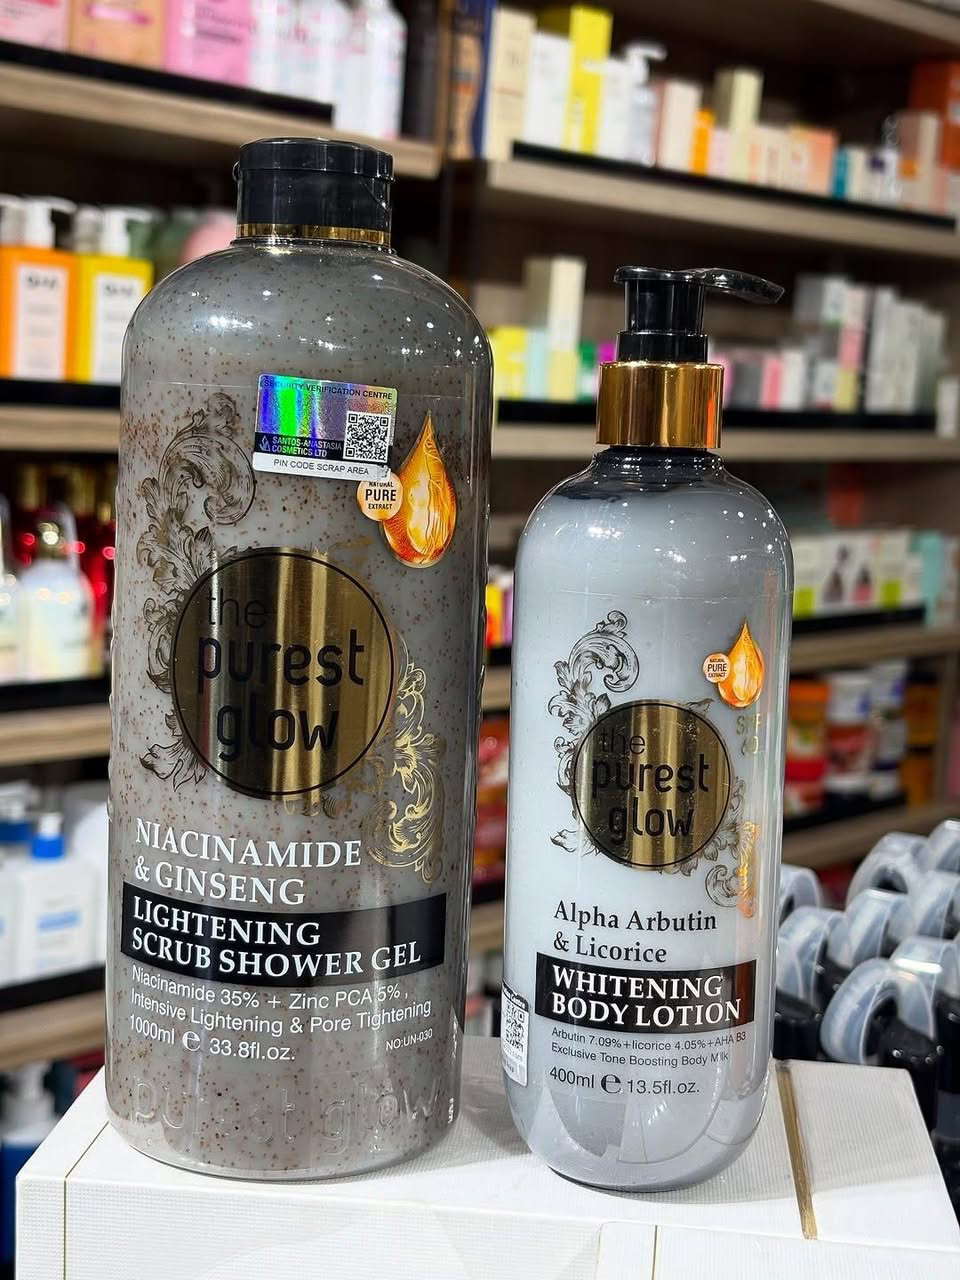 SECURITY VERIFICATION CENTRE
SANTOS-ANASTASIA
COSMETICS LTD
PIN CODE SCRAP AREA
NATURAL
PURE
EXTRACT
the
purest
glow
NIACINAMIDE
& GINSENG
LIGHTENING
SCRUB SHOWER GEL
Niacinamide 35% + Zinc PCA 5%,
Intensive Lightening & Pore Tightening
1000ml e 33.8fl.oz.
NO:UN-030
purest glow
NATURAL
PURE
EXTRACT
SPF
the
purest
glow
Alpha Arbutin
& Licorice
WHITENING
BODY LOTION
Arbutin 7.09%+licorice 4.05%+AHA B3
Exclusive Tone Boosting Body Milk
400ml e 13.5fl.oz.